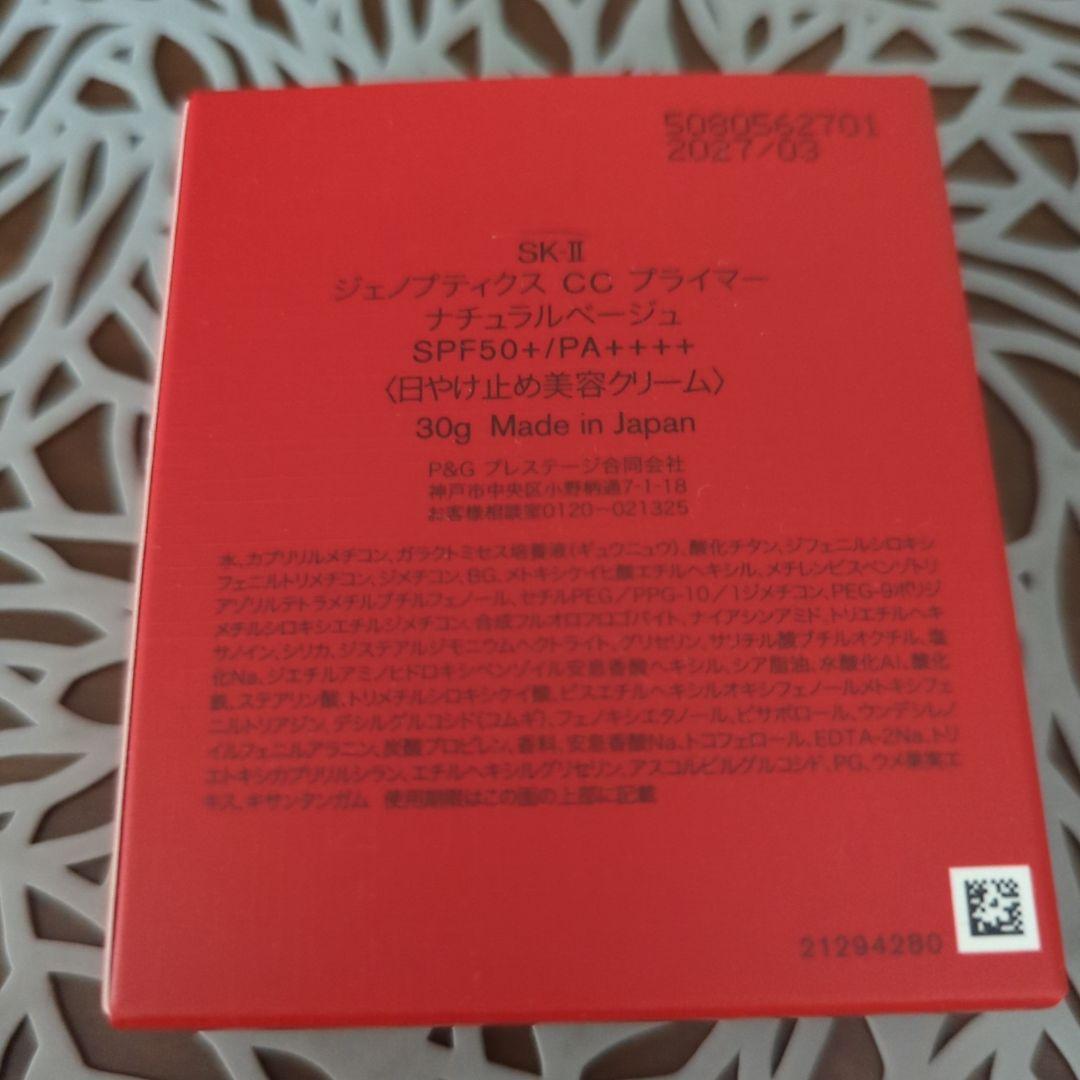 5080562701
2027/03
SK-II
ジェノプティクス CC プライマー
ナチュラルベージュ
SPF50+/PA++++
〈日やけ止め美容クリーム〉
30g Made in Japan
P&G プレステージ合同会社
神戸市中央区小野柄通7-1-18
お客様相談室0120-021325
水、カプリリルメチコン、ガラクトミセス培養液(ギュウニュウ)、酸化チタン、ジフェニルシロキシ
フェニルトリメチコン、ジメチコン、BG、メトキシケイヒ酸エチルヘキシル、メチレンビスベンゾトリ
アゾリルテトラメチルブチルフェノール、セチルPEG/PPG-10/1ジメチコン、PEG-9ポリジ
メチルシロキシエチルジメチコン、合成フルオロフロゴパイト、ナイアシンアミド、トリエチルヘキ
サノイン、シリカ、ジステアルジモニウムヘクトライト、グリセリン、サリチル酸ブチルオクチル、塩
化Na、ジエチルアミノヒドロキシベンゾイル安息香酸ヘキシル、シア脂油、水酸化Al、酸化
鉄、ステアリン酸、トリメチルシロキシケイ酸、ビスエチルヘキシルオキシフェノールメトキシフェ
ニルトリアジン、デシルグルコシド(コムギ)、フェノキシエタノール、ビサボロール、ウンデシレノ
イルフェニルアラニン、炭酸プロピレン、香料、安息香酸Na、トコフェロール、EDTA-2Na、トリ
エトキシカプリリルシラン、エチルヘキシルグリセリン、アスコルビルグルコシド、PG、ウメ果実エ
キス、キサンタンガム 使用期限はこの面の上部に記載
21294280